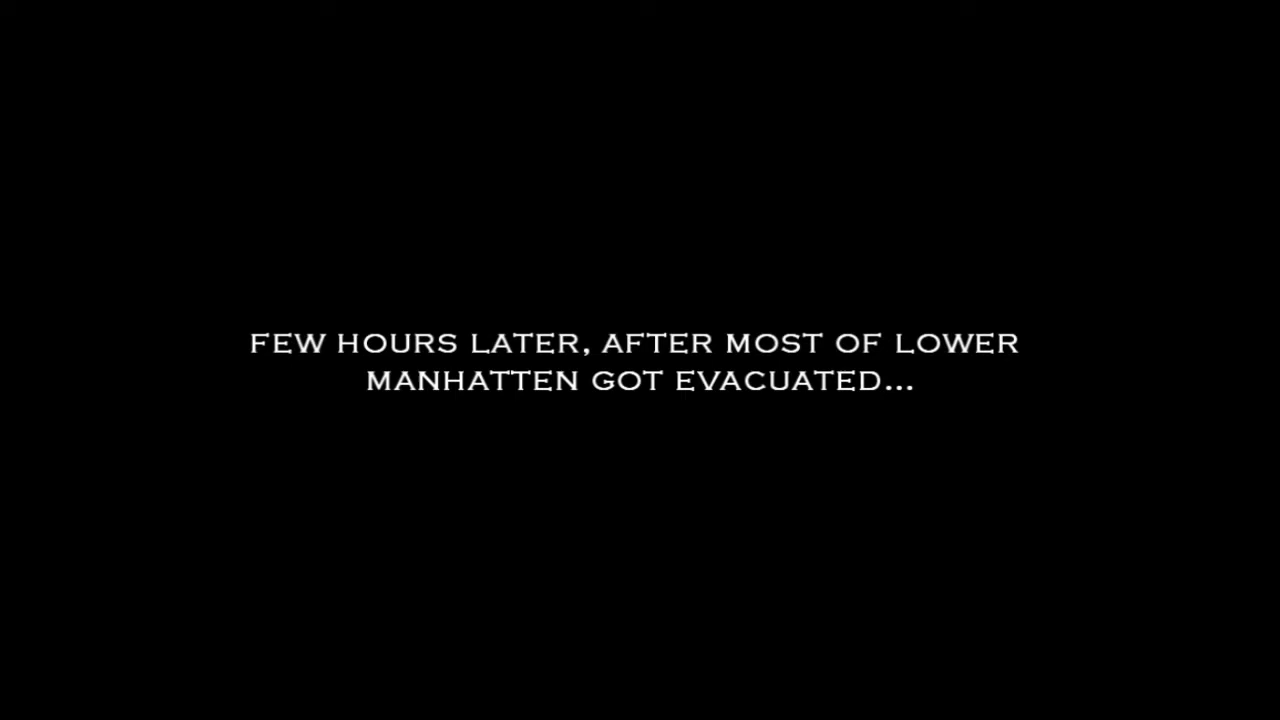 FEW HOURS LATER, AFTER MOST OF LOWER
MANHATTEN GOT EVACUATED...